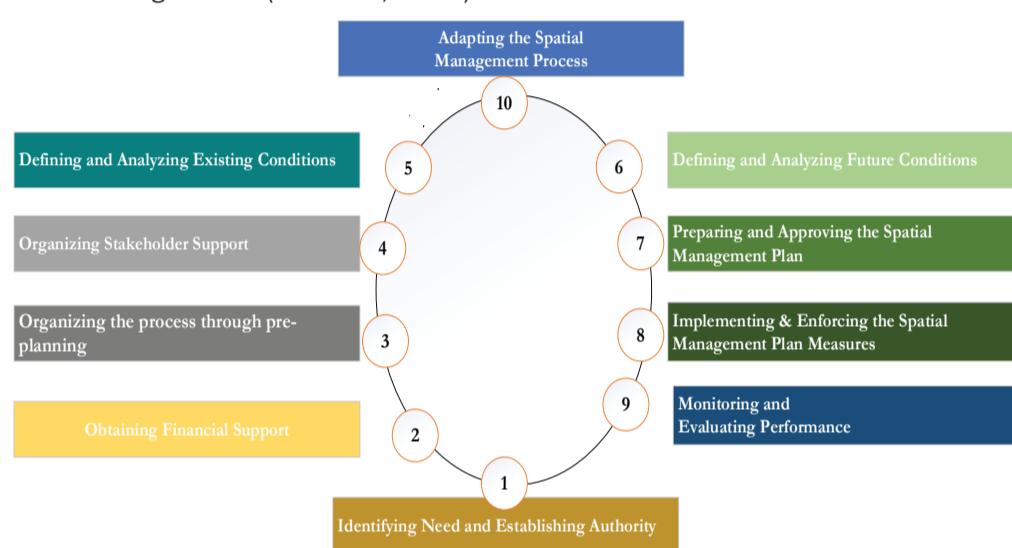 Adapting the Spatial
Management Process
10
5
6
Defining and Analyzing Existing Conditions
Defining and Analyzing Future Conditions
4
7
Organizing Stakeholder Support
Preparing and Approving the Spatial
Management Plan
3
8
Organizing the process through pre-
planning
Implementing & Enforcing the Spatial
Management Plan Measures
9
Monitoring and
Evaluating Performance
2
Obtaining Financial Support
1
Identifying Need and Establishing Authority